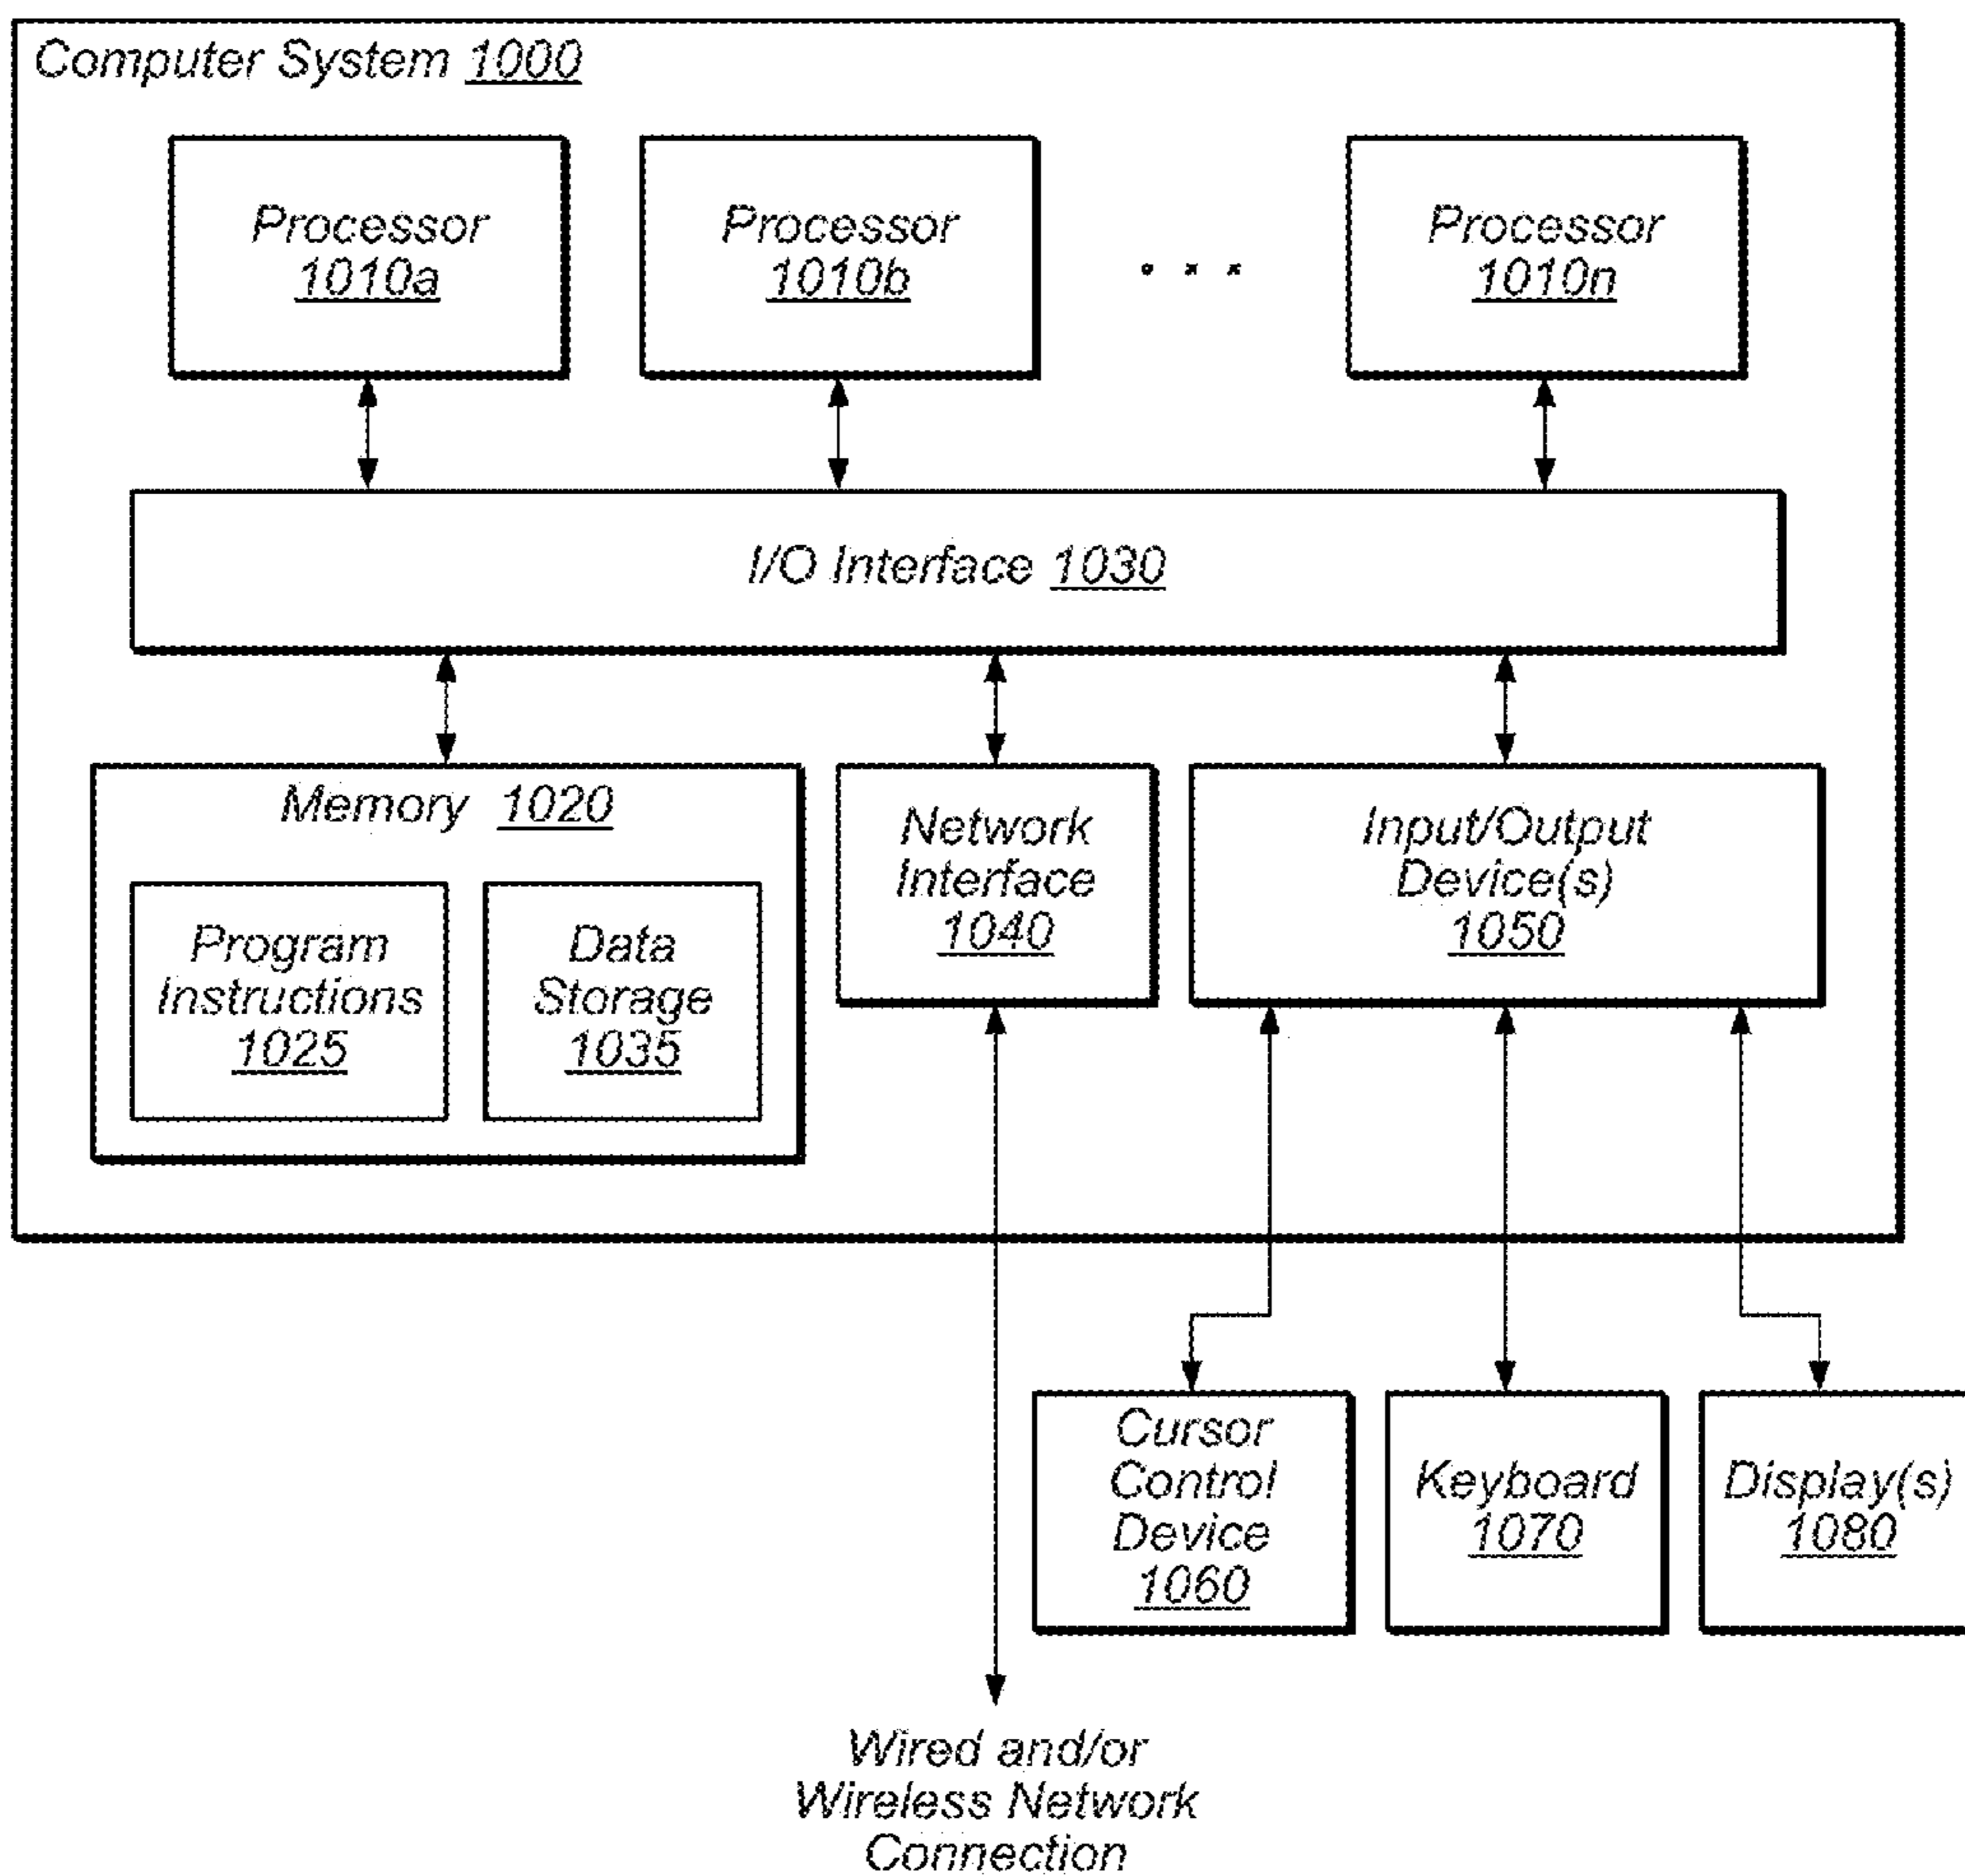 Computer System 1000
Processor
1010a
Processor
1010b
. . .
Processor
1010n
I/O Interface 1030
Memory 1020
Program
Instructions
1025
Data
Storage
1035
Network
Interface
1040
Input/Output
Device(s)
1050
Cursor
Control
Device
1060
Keyboard
1070
Display(s)
1080
Wired and/or
Wireless Network
Connection